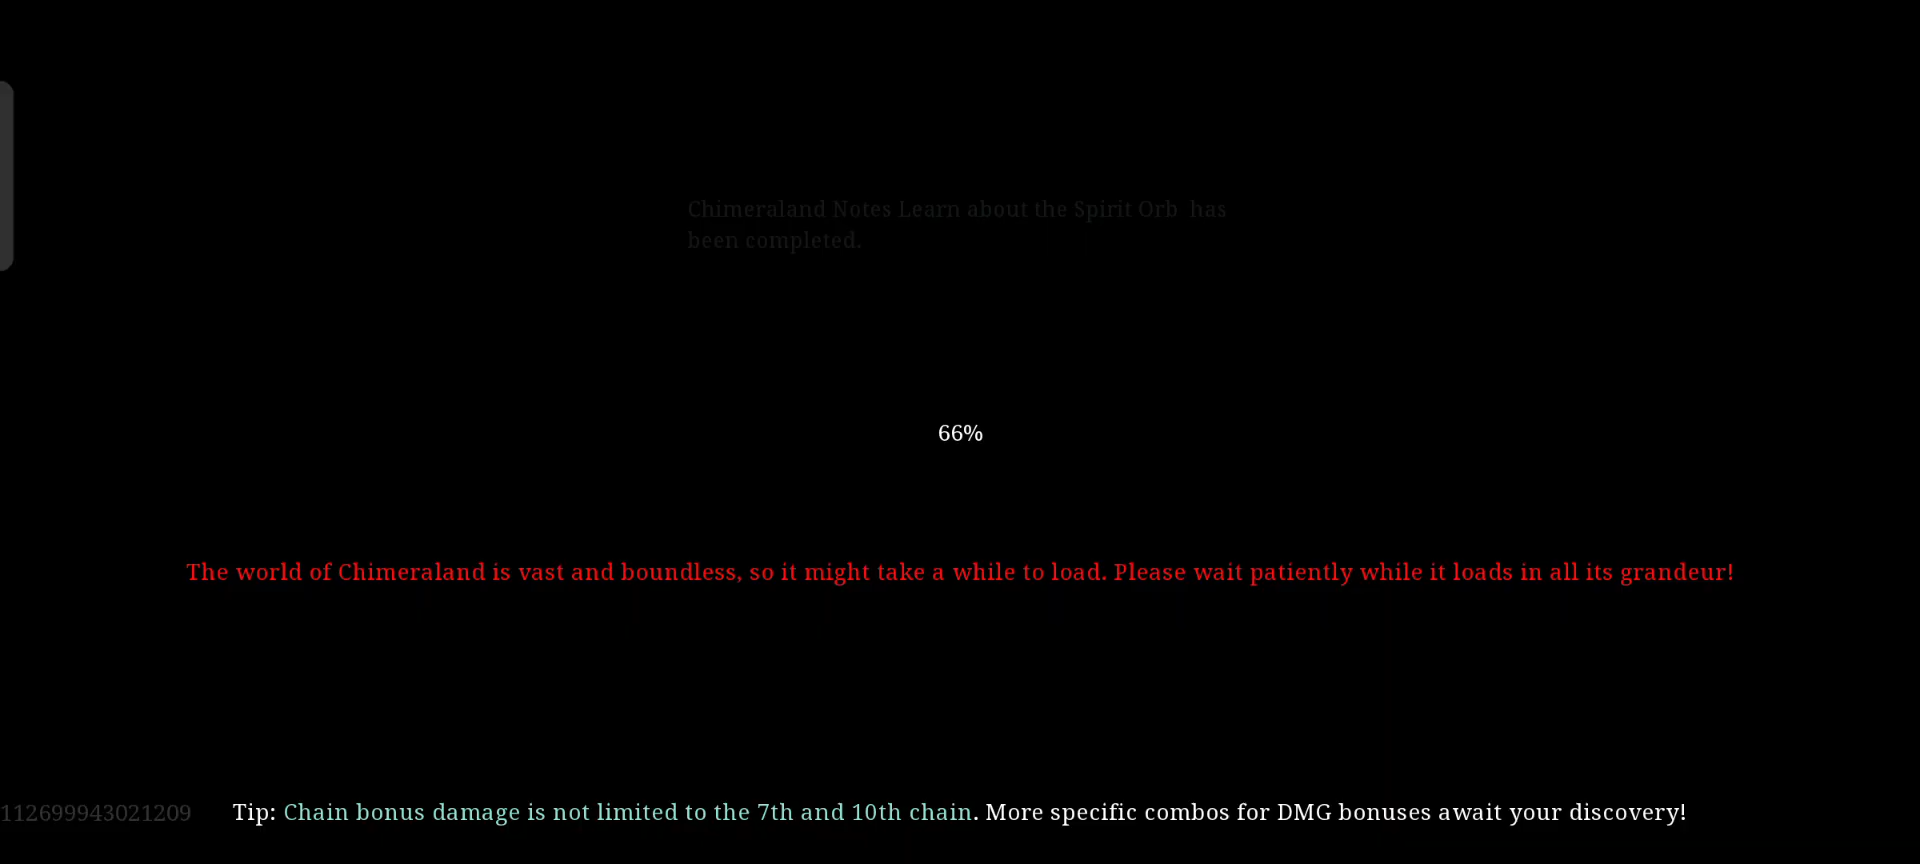 Chimeraland Notes Learn about the Spirit Orb  has
been completed.
66%
The world of Chimeraland is vast and boundless, so it might take a while to load. Please wait patiently while it loads in all its grandeur!
112699943021209
Tip: Chain bonus damage is not limited to the 7th and 10th chain. More specific combos for DMG bonuses await your discovery!